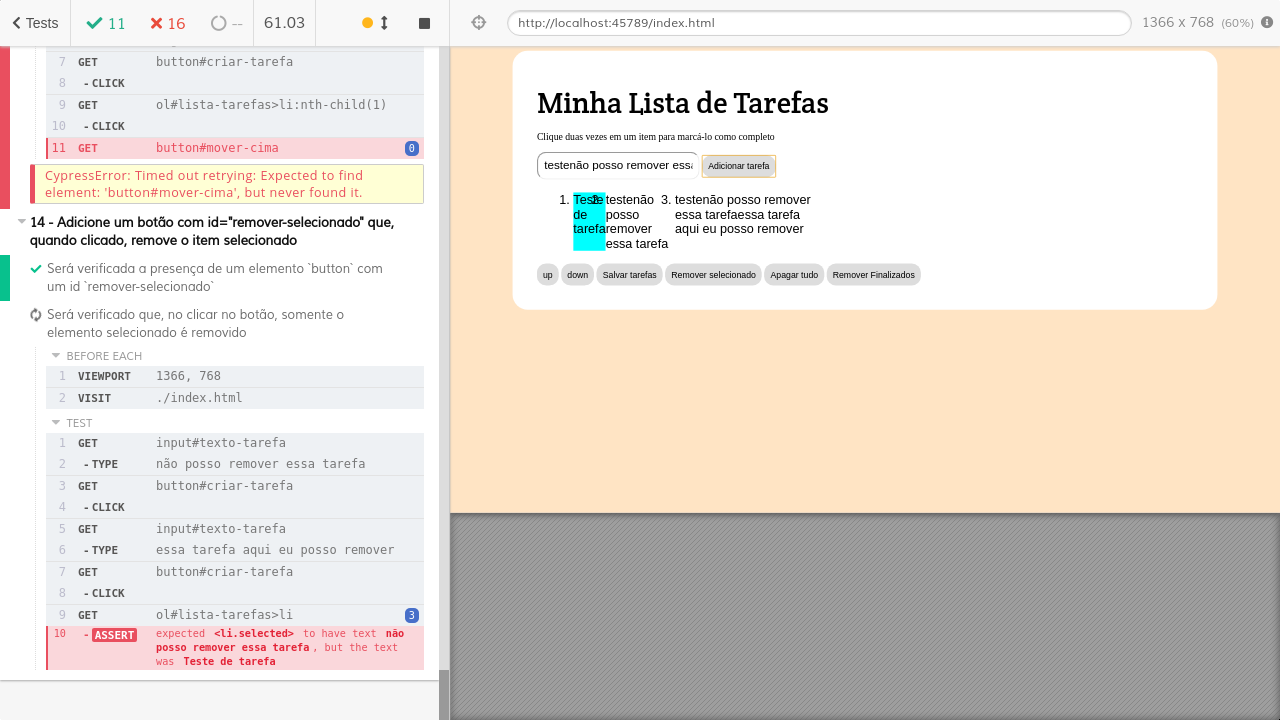 Tests
11
16
--
61.03
http://localhost:45789/index.html
1366 x 768 (60%)
7 GET button#criar-tarefa
8 - CLICK
9 GET ol#lista-tarefas>li:nth-child(1)
10 - CLICK
11 GET button#mover-cima 0
CypressError: Timed out retrying: Expected to find
element: 'button#mover-cima', but never found it.
14 - Adicione um botão com id="remover-selecionado" que,
quando clicado, remove o item selecionado
Será verificada a presença de um elemento `button` com
um id `remover-selecionado`
Será verificado que, no clicar no botão, somente o
elemento selecionado é removido
BEFORE EACH
1 VIEWPORT 1366, 768
2 VISIT ./index.html
TEST
1 GET input#texto-tarefa
2 - TYPE não posso remover essa tarefa
3 GET button#criar-tarefa
4 - CLICK
5 GET input#texto-tarefa
6 - TYPE essa tarefa aqui eu posso remover
7 GET button#criar-tarefa
8 - CLICK
9 GET ol#lista-tarefas>li 3
10 - ASSERT expected <li.selected> to have text não
posso remover essa tarefa, but the text
was Teste de tarefa
Minha Lista de Tarefas
Clique duas vezes em um item para marcá-lo como completo
testenão posso remover essa
Adicionar tarefa
1. Teste
de
tarefa
2. testenão
posso
remover
essa tarefa
3. testenão posso remover
essa tarefaessa tarefa
aqui eu posso remover
up
down
Salvar tarefas
Remover selecionado
Apagar tudo
Remover Finalizados